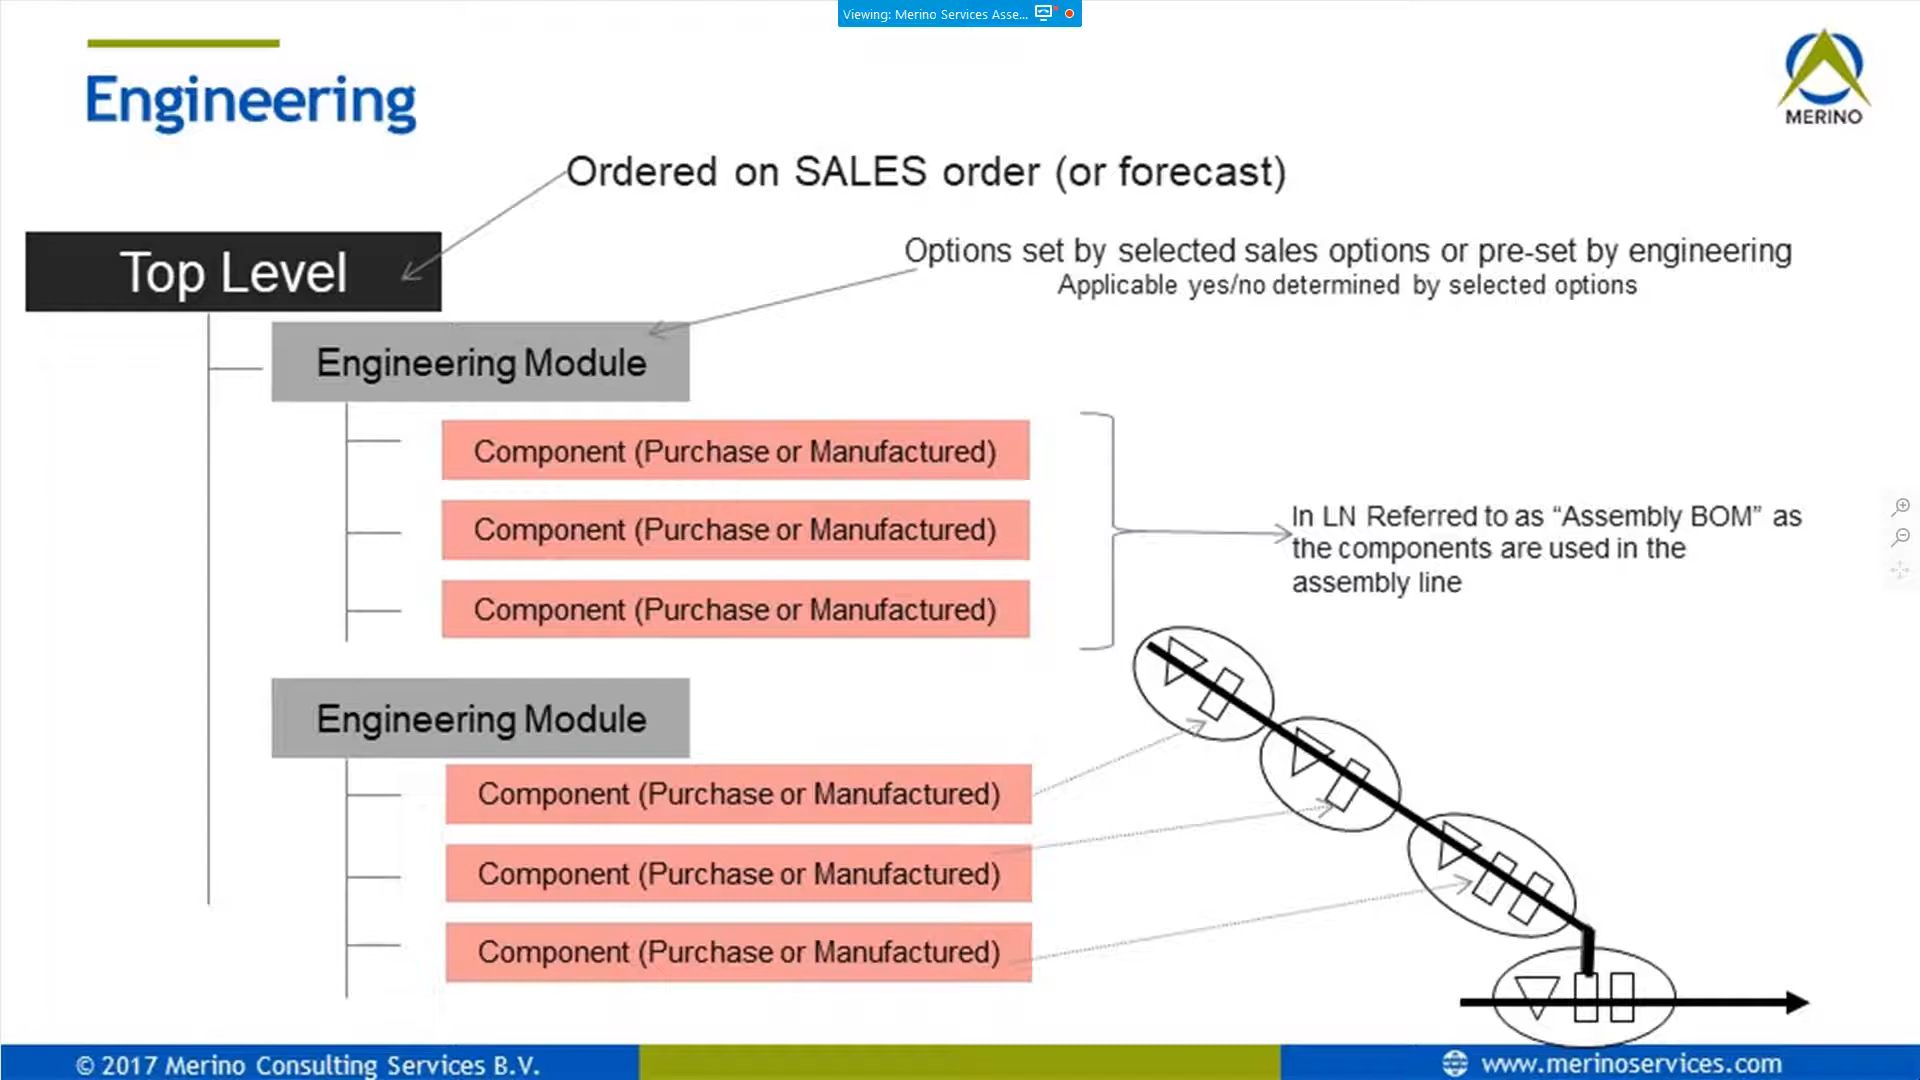 Viewing: Merino Services Asse...
Engineering
MERINO
Ordered on SALES order (or forecast)
Top Level
Options set by selected sales options or pre-set by engineering
Applicable yes/no determined by selected options
Engineering Module
Component (Purchase or Manufactured)
Component (Purchase or Manufactured)
Component (Purchase or Manufactured)
In LN Referred to as “Assembly BOM” as
the components are used in the
assembly line
Engineering Module
Component (Purchase or Manufactured)
Component (Purchase or Manufactured)
Component (Purchase or Manufactured)
© 2017 Merino Consulting Services B.V.
www.merinoservices.com